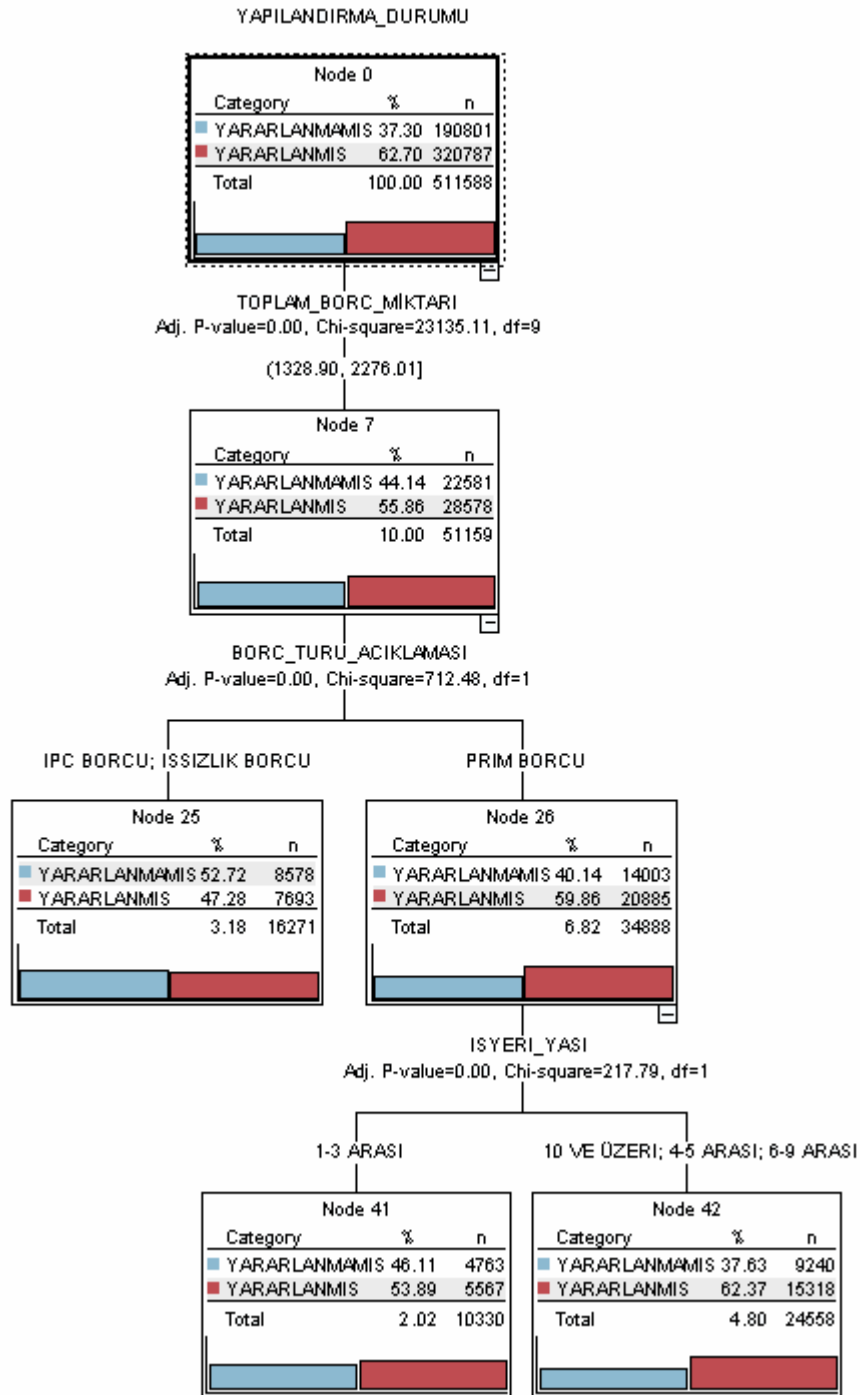 YAPILANDIRMA_DURUMU
Node 0
Category % n
YARARLANMAMIS 37.30 190801
YARARLANMIS 62.70 320787
Total 100.00 511588
TOPLAM_BORC_MİKTARI
Adj. P-value=0.00, Chi-square=23135.11, df=9
(1328.90, 2276.01]
Node 7
Category % n
YARARLANMAMIS 44.14 22581
YARARLANMIS 55.86 28578
Total 10.00 51159
BORC_TURU_ACIKLAMASI
Adj. P-value=0.00, Chi-square=712.48, df=1
IPC BORCU; ISSIZLIK BORCU
Node 25
Category % n
YARARLANMAMIS 52.72 8578
YARARLANMIS 47.28 7693
Total 3.18 16271
PRIM BORCU
Node 26
Category % n
YARARLANMAMIS 40.14 14003
YARARLANMIS 59.86 20885
Total 6.82 34888
ISYERI_YASI
Adj. P-value=0.00, Chi-square=217.79, df=1
1-3 ARASI
Node 41
Category % n
YARARLANMAMIS 46.11 4763
YARARLANMIS 53.89 5567
Total 2.02 10330
10 VE ÜZERI; 4-5 ARASI; 6-9 ARASI
Node 42
Category % n
YARARLANMAMIS 37.63 9240
YARARLANMIS 62.37 15318
Total 4.80 24558